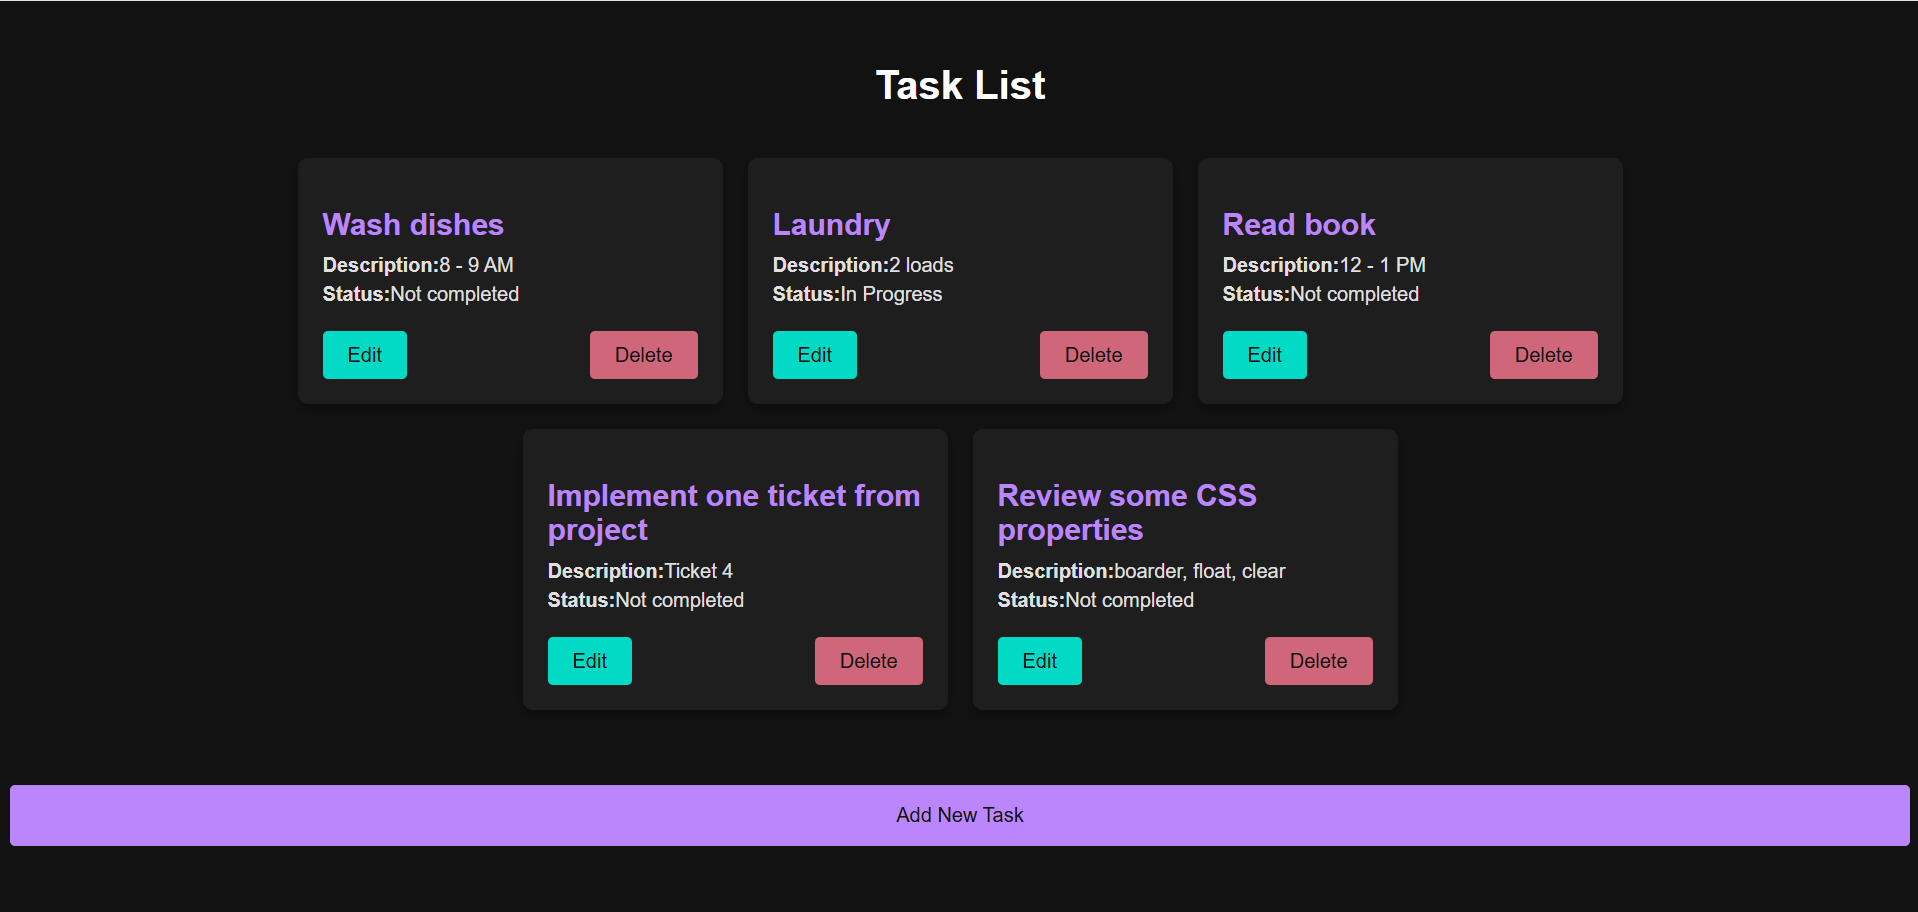 Task List
Wash dishes
Description:8 - 9 AM
Status:Not completed
Edit
Delete
Laundry
Description:2 loads
Status:In Progress
Edit
Delete
Read book
Description:12 - 1 PM
Status:Not completed
Edit
Delete
Implement one ticket from
project
Description:Ticket 4
Status:Not completed
Edit
Delete
Review some CSS
properties
Description:boarder, float, clear
Status:Not completed
Edit
Delete
Add New Task